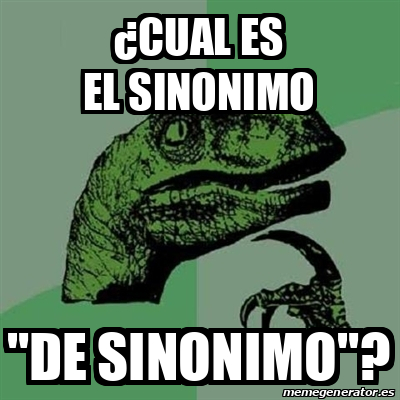 ¿CUAL ES
EL SINONIMO
"DE SINONIMO"?
memegenerator.es